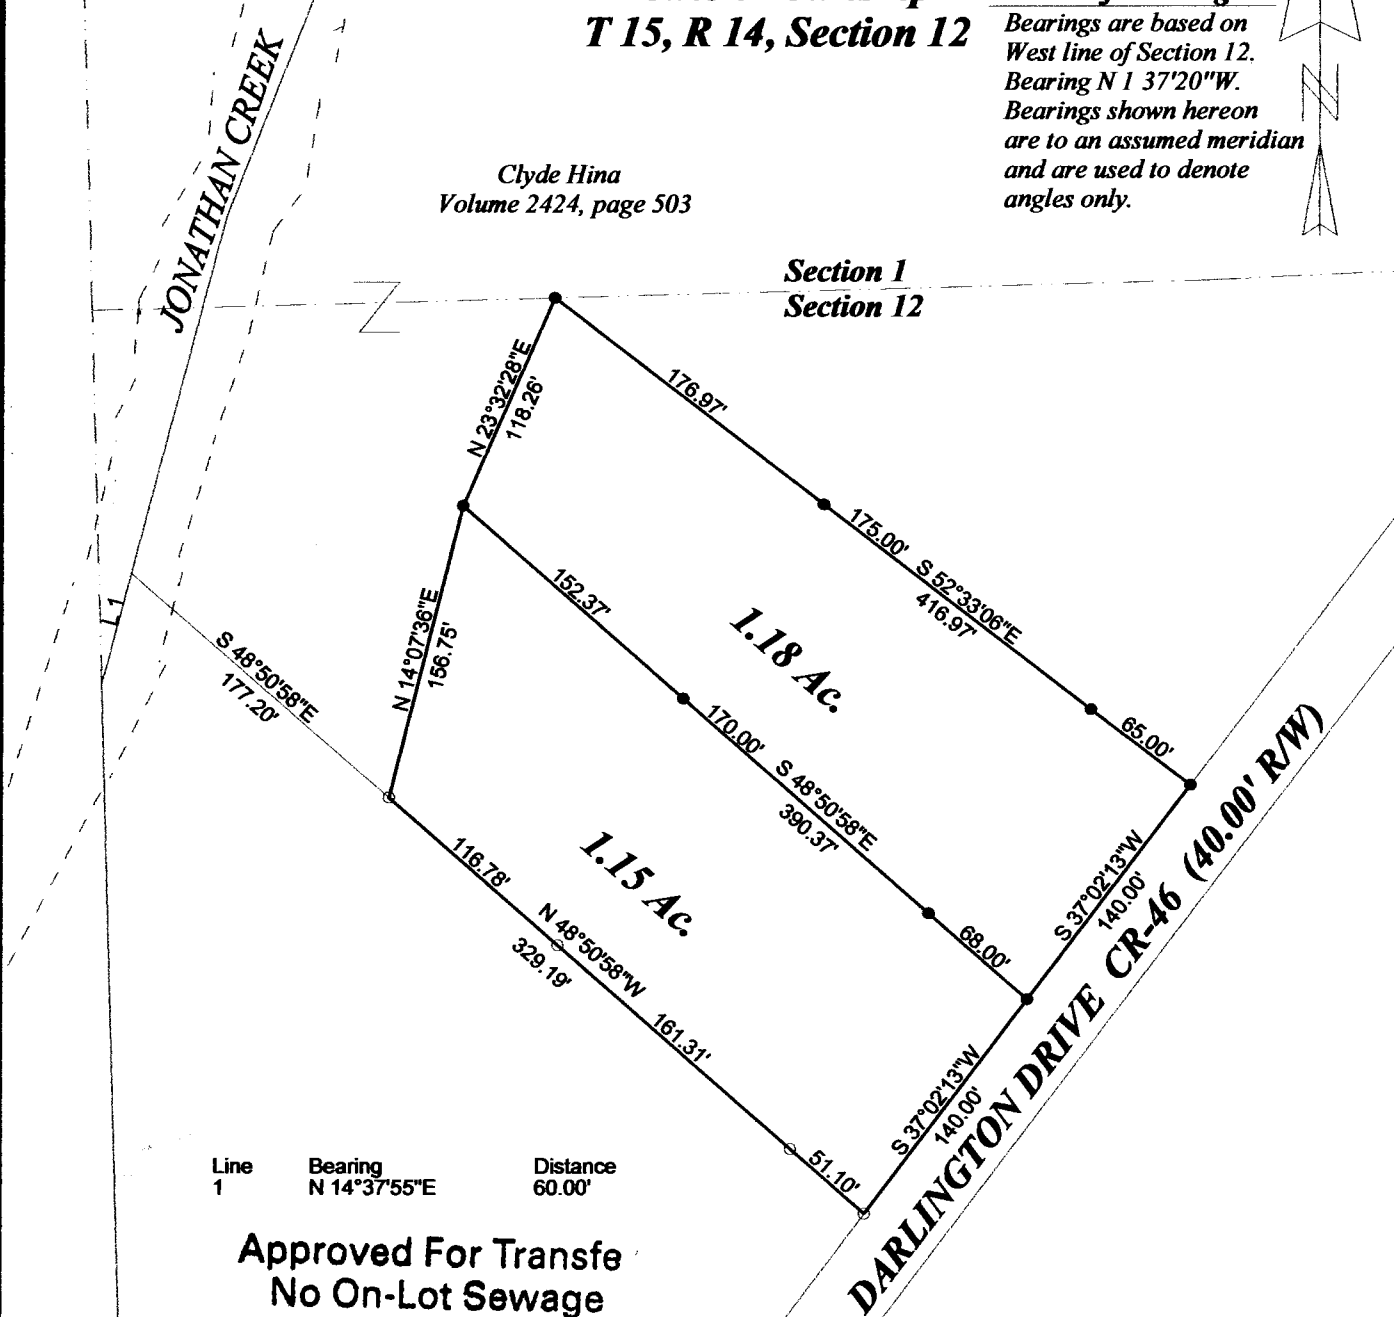 T 15, R 14, Section 12
Bearings are based on
West line of Section 12.
Bearing N 1 37'20"W.
Bearings shown hereon
are to an assumed meridian
and are used to denote
angles only.
N
JONATHAN CREEK
Clyde Hina
Volume 2424, page 503
Section 1
Section 12
Z
N 23°32'28"E
118.26'
176.97'
175.00'
S 52°33'06"E
416.97'
65.00'
152.37'
N 14°07'36"E
156.75'
1.18 Ac.
L 1
S 48°50'58"E
177.20'
170.00'
S 48°50'58"E
390.37'
68.00'
S 37°02'13"W
140.00'
116.78'
1.15 Ac.
N 48°50'58"W
329.19'
161.31'
51.10'
S 37°02'13"W
140.00'
DARLINGTON DRIVE CR-46 (40.00' R/W)
Line Bearing Distance
1 N 14°37'55"E 60.00'
Approved For Transfe
No On-Lot Sewage